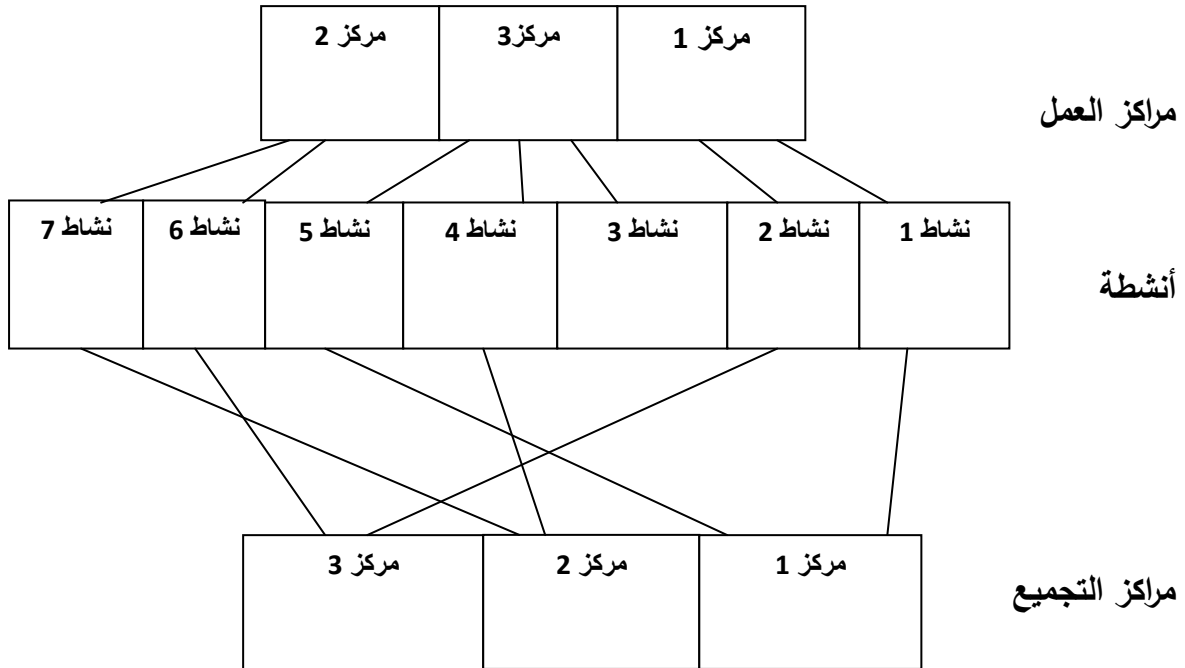 مركز 1
مركز3
مركز 2
مراكز العمل
نشاط 1
نشاط 2
نشاط 3
نشاط 4
نشاط 5
نشاط 6
نشاط 7
أنشطة
مركز 1
مركز 2
مركز 3
مراكز التجميع